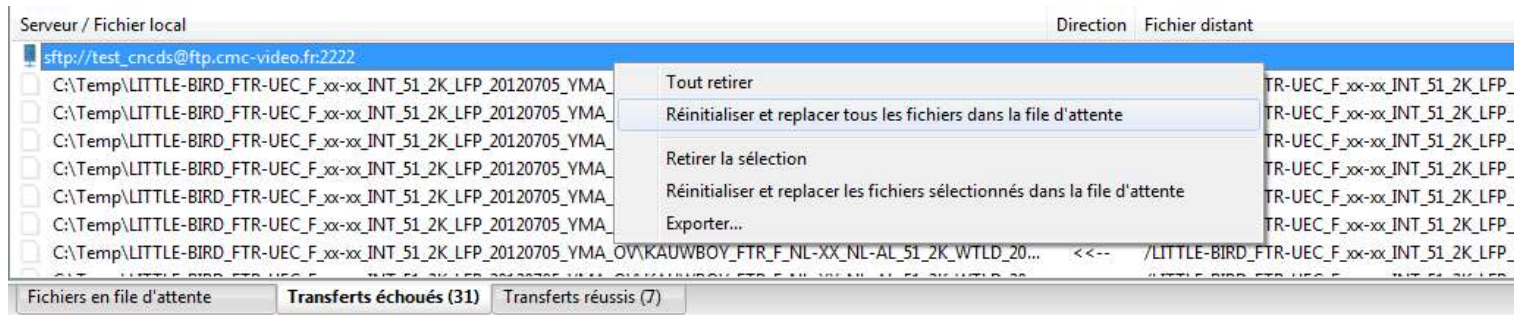 Serveur / Fichier local Direction Fichier distant
sftp://test_cncds@ftp.cmc-video.fr:2222
C:\Temp\LITTLE-BIRD_FTR-UEC_F_xx-xx_INT_51_2K_LFP_20120705_YMA_ TR-UEC_F_xx-xx_INT_51_2K_LFP_
C:\Temp\LITTLE-BIRD_FTR-UEC_F_xx-xx_INT_51_2K_LFP_20120705_YMA_ TR-UEC_F_xx-xx_INT_51_2K_LFP_
C:\Temp\LITTLE-BIRD_FTR-UEC_F_xx-xx_INT_51_2K_LFP_20120705_YMA_ TR-UEC_F_xx-xx_INT_51_2K_LFP_
C:\Temp\LITTLE-BIRD_FTR-UEC_F_xx-xx_INT_51_2K_LFP_20120705_YMA_ TR-UEC_F_xx-xx_INT_51_2K_LFP_
C:\Temp\LITTLE-BIRD_FTR-UEC_F_xx-xx_INT_51_2K_LFP_20120705_YMA_ TR-UEC_F_xx-xx_INT_51_2K_LFP_
C:\Temp\LITTLE-BIRD_FTR-UEC_F_xx-xx_INT_51_2K_LFP_20120705_YMA_ TR-UEC_F_xx-xx_INT_51_2K_LFP_
C:\Temp\LITTLE-BIRD_FTR-UEC_F_xx-xx_INT_51_2K_LFP_20120705_YMA_OV\KAUWBOY_FTR_F_NL-XX_NL-AL_51_2K_WTLD_20... <<-- /LITTLE-BIRD_FTR-UEC_F_xx-xx_INT_51_2K_LFP_
Tout retirer
Réinitialiser et replacer tous les fichiers dans la file d'attente
Retirer la sélection
Réinitialiser et replacer les fichiers sélectionnés dans la file d'attente
Exporter...
Fichiers en file d'attente Transferts échoués (31) Transferts réussis (7)